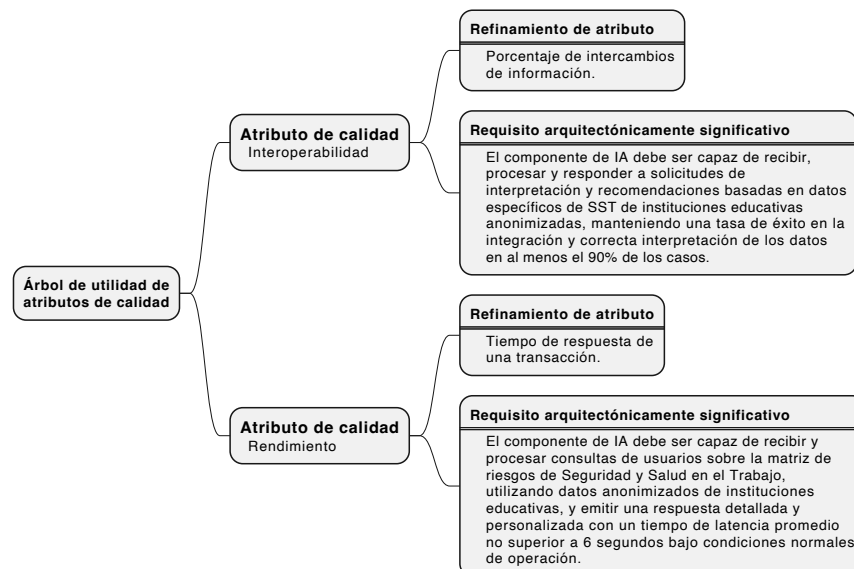 Árbol de utilidad de
atributos de calidad
Atributo de calidad
Interoperabilidad
Refinamiento de atributo
Porcentaje de intercambios
de información.
Requisito arquitectónicamente significativo
El componente de IA debe ser capaz de recibir,
procesar y responder a solicitudes de
interpretación y recomendaciones basadas en datos
específicos de SST de instituciones educativas
anonimizadas, manteniendo una tasa de éxito en la
integración y correcta interpretación de los datos
en al menos el 90% de los casos.
Atributo de calidad
Rendimiento
Refinamiento de atributo
Tiempo de respuesta de
una transacción.
Requisito arquitectónicamente significativo
El componente de IA debe ser capaz de recibir y
procesar consultas de usuarios sobre la matriz de
riesgos de Seguridad y Salud en el Trabajo,
utilizando datos anonimizados de instituciones
educativas, y emitir una respuesta detallada y
personalizada con un tiempo de latencia promedio
no superior a 6 segundos bajo condiciones normales
de operación.